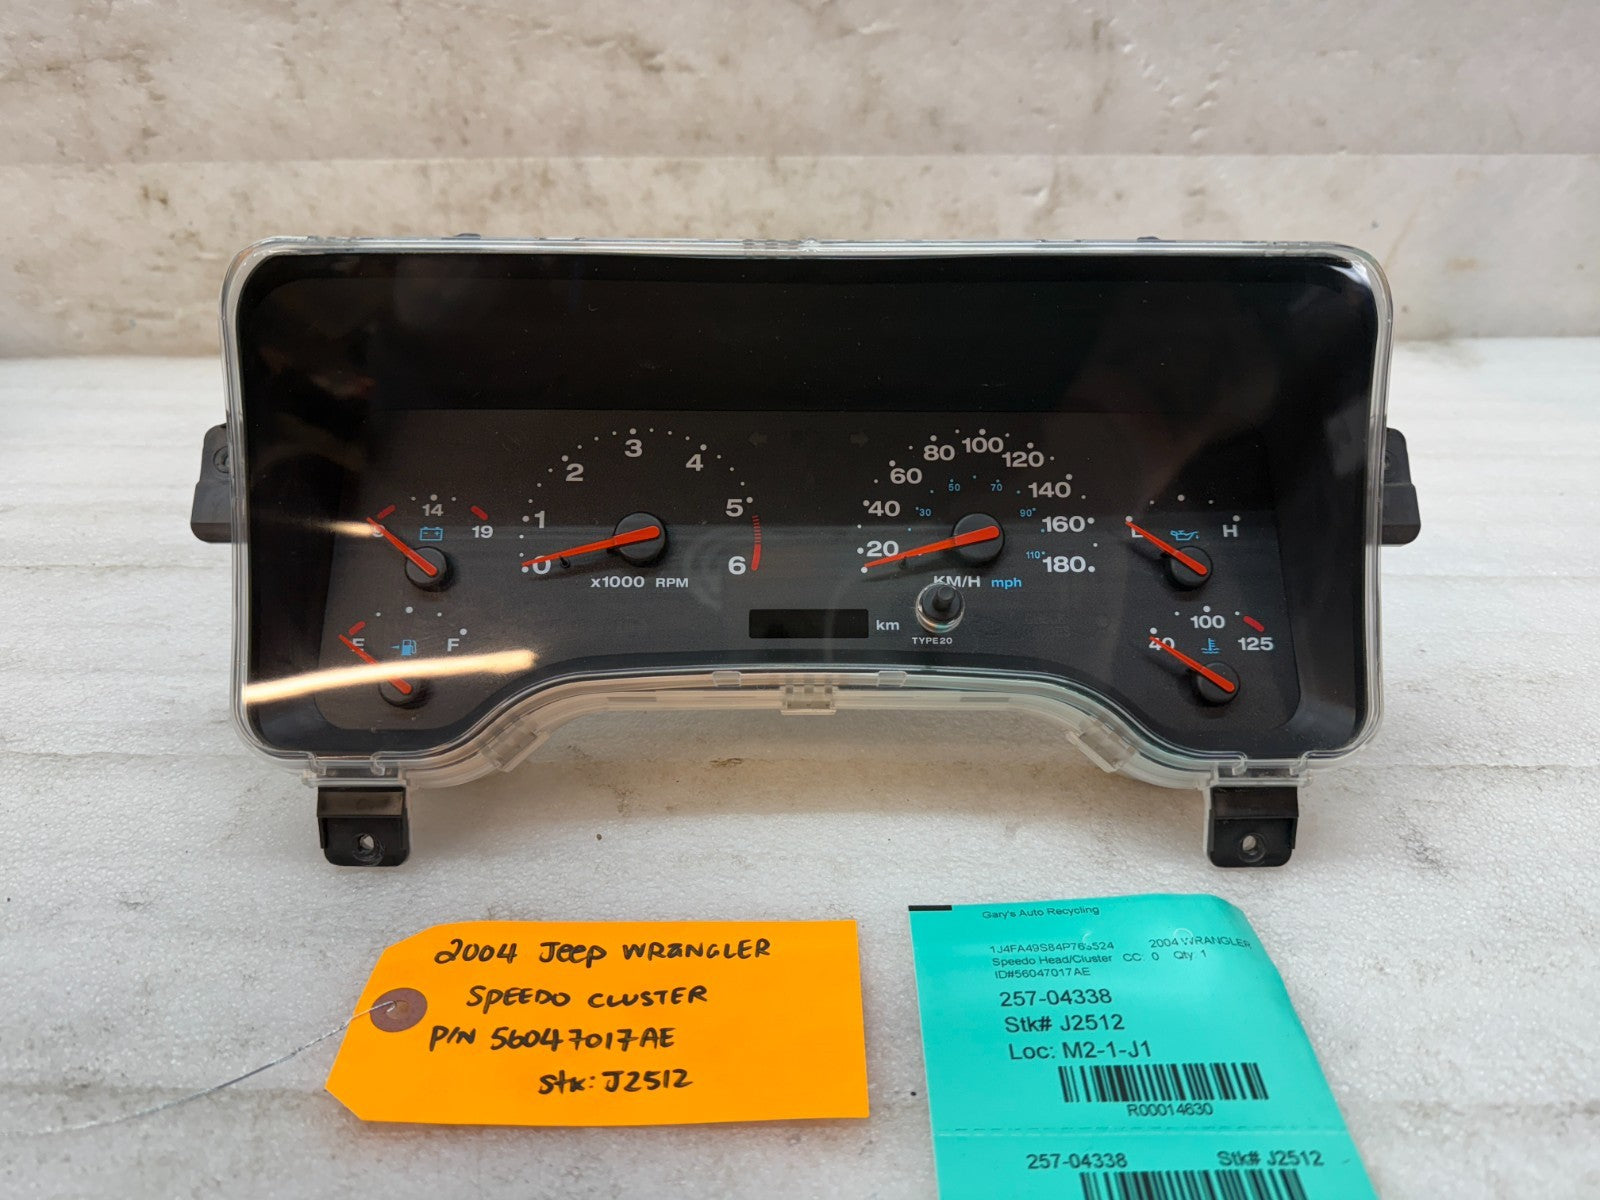 3
2 4
1 5
0 6
x1000 RPM
14
19
E F
100
80 120
60 140
40 160
20 180
50 70
30 90
110
KM/H mph
km
TYPE20
H
100
40 125
2004 Jeep WRANGLER
SPEEDO CLUSTER
P/N 56047017AE
Stk: J2512
Gary's Auto Recycling
2004 WRANGLER
Speedo Head/Cluster CC: 0 Qty: 1
ID#56047017AE
257-04338
Stk# J2512
Loc: M2-1-J1
R00014630
257-04338 Stk# J2512